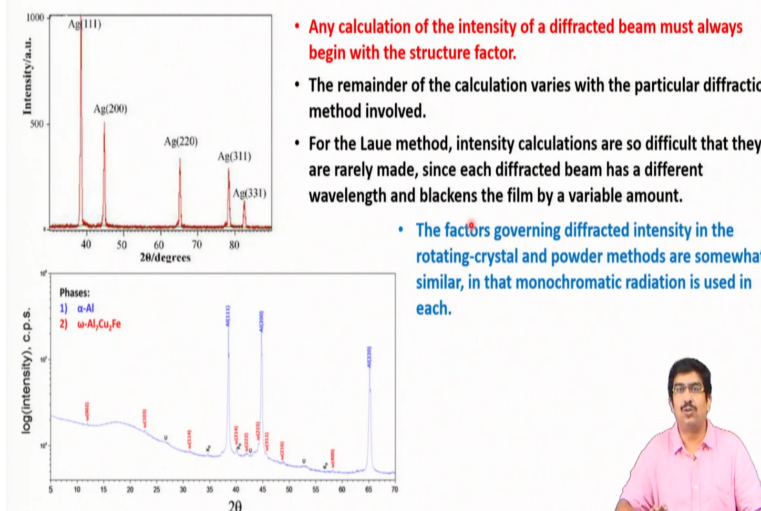 1000
Ag(111)
Ag(200)
500
Ag(220)
Ag(311)
Ag(331)
Intensity/a.u.
40 50 60 70 80
2θ/degrees
• Any calculation of the intensity of a diffracted beam must always
begin with the structure factor.
• The remainder of the calculation varies with the particular diffractio
method involved.
• For the Laue method, intensity calculations are so difficult that they
are rarely made, since each diffracted beam has a different
wavelength and blackens the film by a variable amount.
• The factors governing diffracted intensity in the
rotating-crystal and powder methods are somewha
similar, in that monochromatic radiation is used in
each.
Phases:
1) α-Al
2) ω-Al₇Cu₂Fe
Al(111)
Al(200)
log(intensity), c.p.s.
5 10 15 20 25 30 35 40 45 50 55 60 65 70
2θ